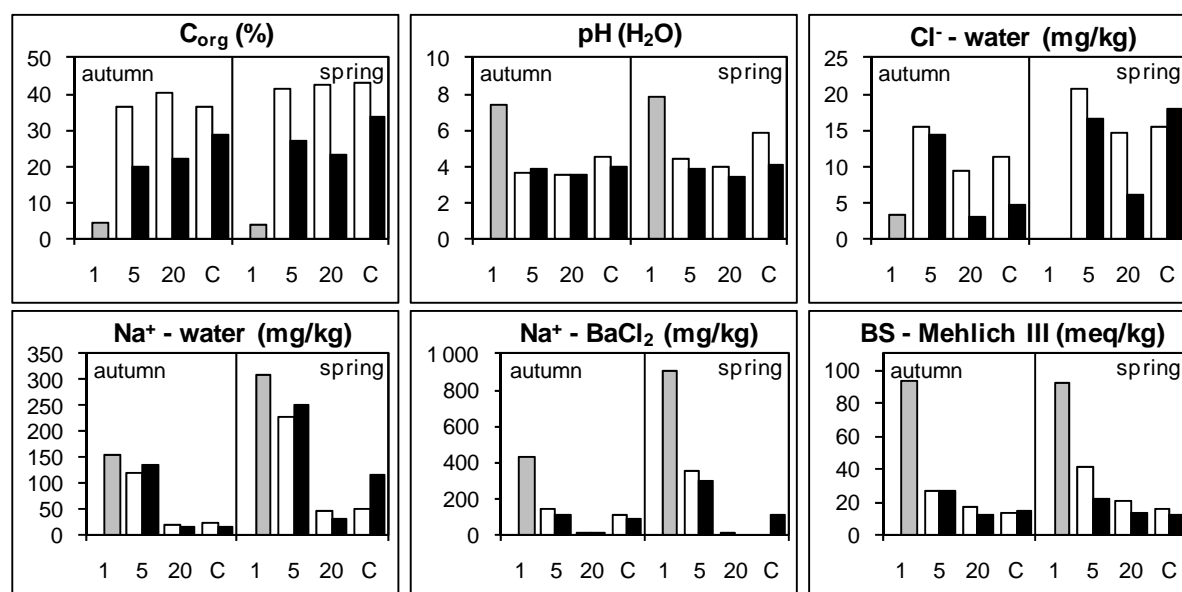 C_org (%)
autumn spring
50
40
30
20
10
0
1 5 20 C 1 5 20 C
pH (H₂O)
autumn spring
10
8
6
4
2
0
1 5 20 C 1 5 20 C
Cl⁻ - water (mg/kg)
autumn spring
25
20
15
10
5
0
1 5 20 C 1 5 20 C
Na⁺ - water (mg/kg)
autumn spring
350
300
250
200
150
100
50
0
1 5 20 C 1 5 20 C
Na⁺ - BaCl₂ (mg/kg)
autumn spring
1 000
800
600
400
200
0
1 5 20 C 1 5 20 C
BS - Mehlich III (meq/kg)
autumn spring
100
80
60
40
20
0
1 5 20 C 1 5 20 C